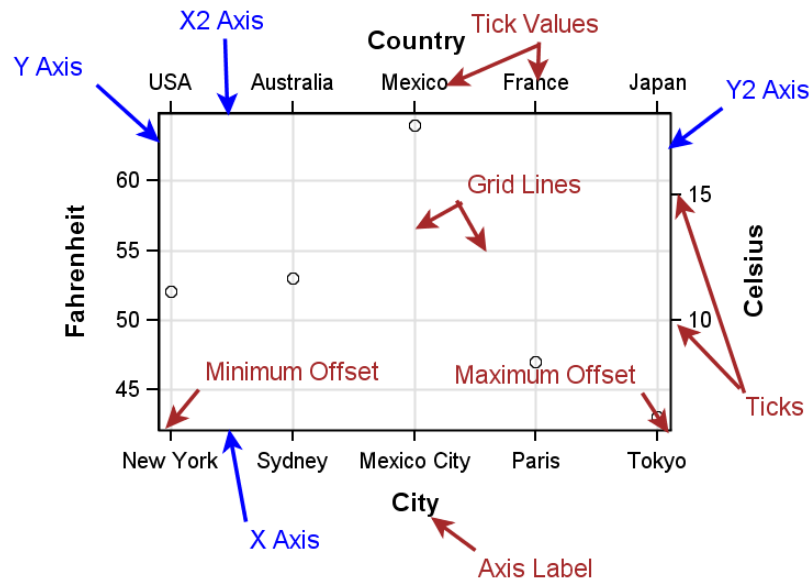 X2 Axis
Tick Values
Country
Y Axis
USA
Australia
Mexico
France
Japan
Y2 Axis
60
Grid Lines
15
55
Fahrenheit
Celsius
50
10
Minimum Offset
Maximum Offset
45
Ticks
New York
Sydney
Mexico City
Paris
Tokyo
City
X Axis
Axis Label